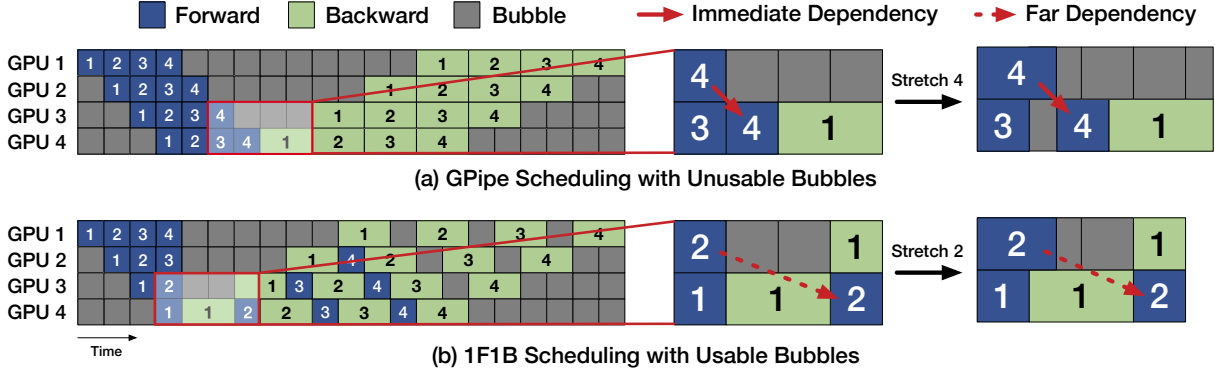 Forward Backward Bubble Immediate Dependency Far Dependency
GPU 1 1 2 3 4 1 2 3 4
GPU 2 1 2 3 4 1 2 3 4
GPU 3 1 2 3 4 1 2 3 4
GPU 4 1 2 3 4 1 2 3 4
4
3 4 1
Stretch 4
4
3 4 1
(a) GPipe Scheduling with Unusable Bubbles
GPU 1 1 2 3 4 1 2 3 4
GPU 2 1 2 3 1 4 2 3 4
GPU 3 1 2 1 3 2 4 3 4
GPU 4 1 1 2 2 3 3 4 4
2 1
1 1 2
Stretch 2
2 1
1 1 2
Time
(b) 1F1B Scheduling with Usable Bubbles